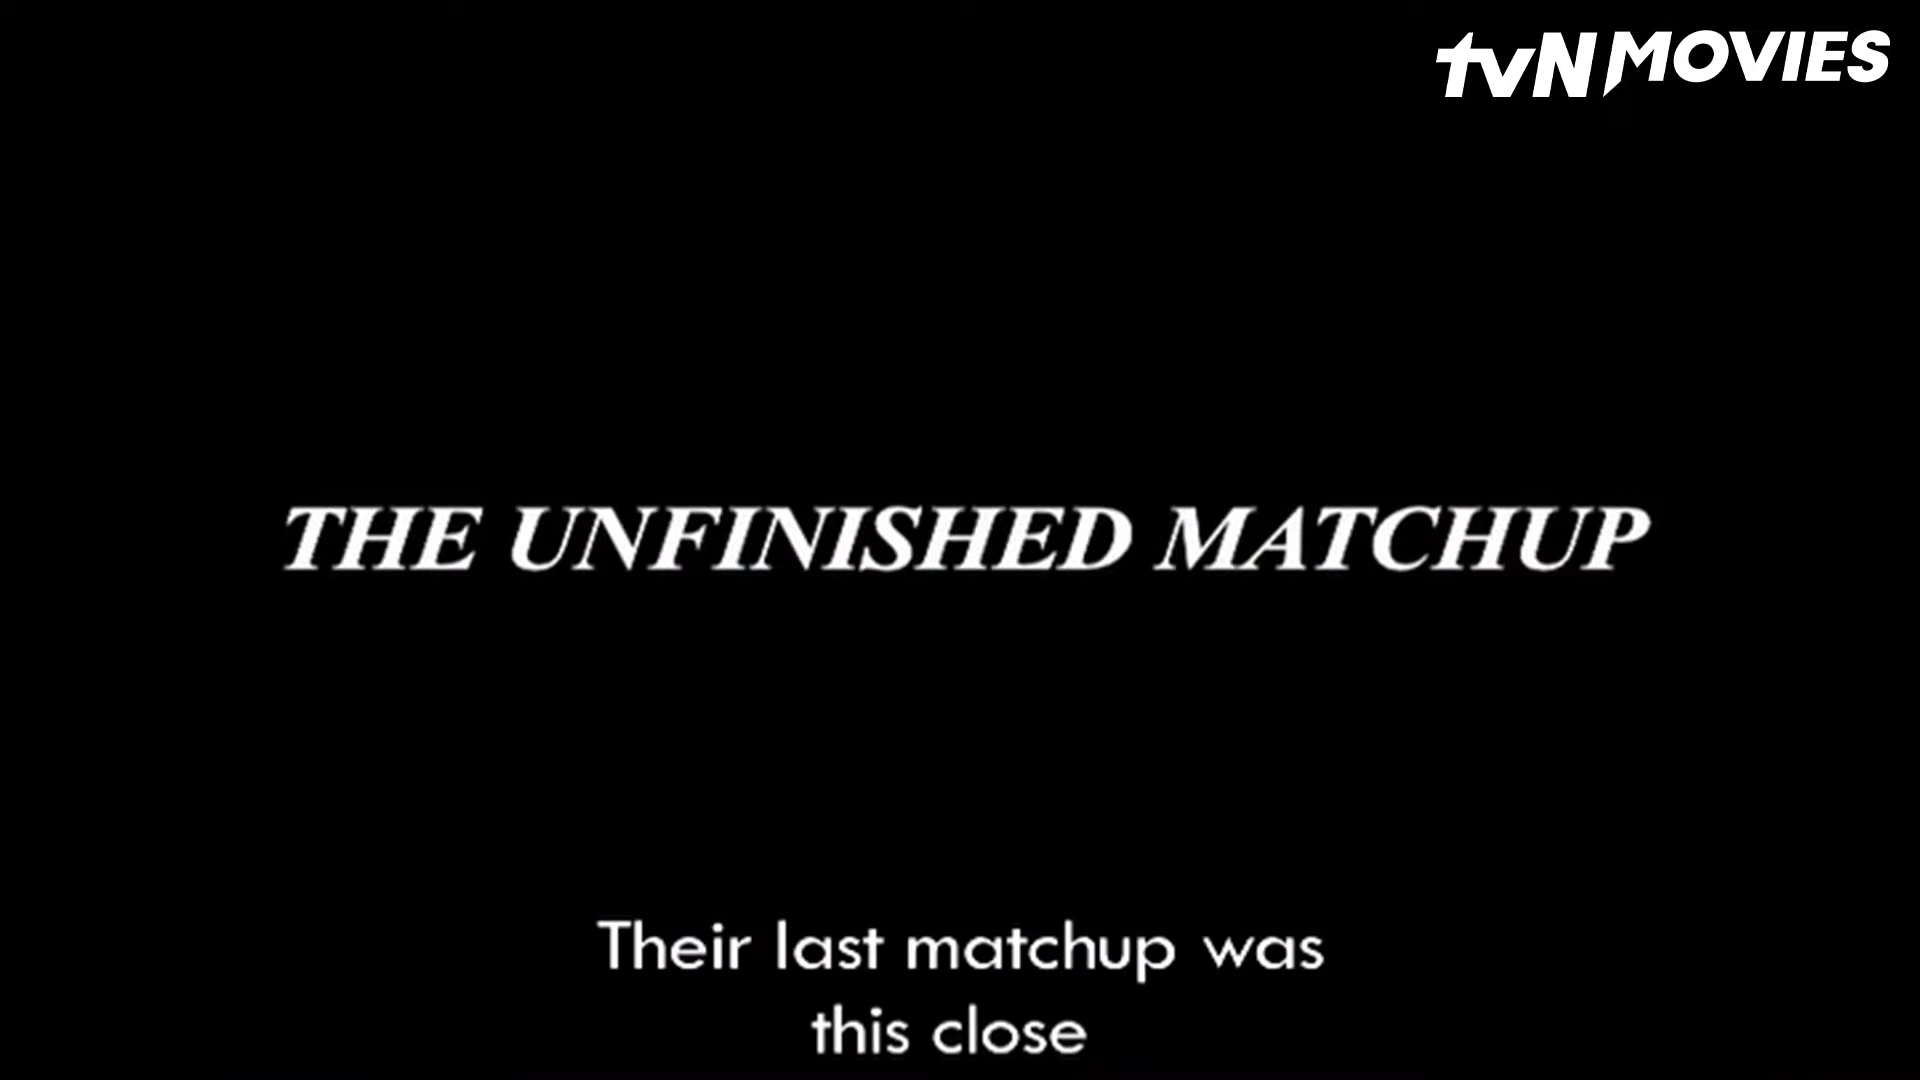 tvN MOVIES
THE UNFINISHED MATCHUP
Their last matchup was
this close